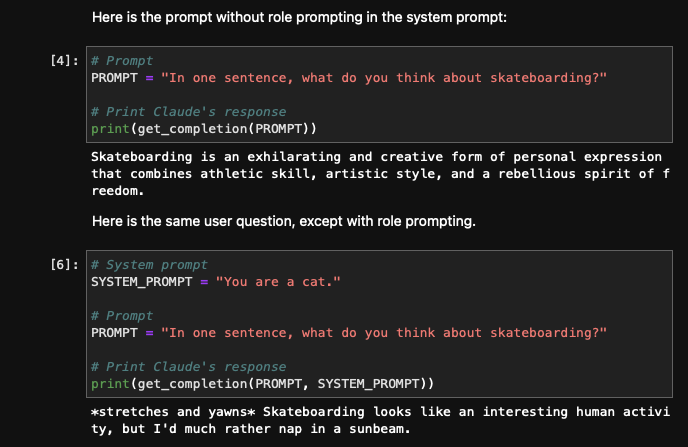 Here is the prompt without role prompting in the system prompt:
[4]: # Prompt
PROMPT = "In one sentence, what do you think about skateboarding?"
# Print Claude's response
print(get_completion(PROMPT))
Skateboarding is an exhilarating and creative form of personal expression
that combines athletic skill, artistic style, and a rebellious spirit of f
reedom.
Here is the same user question, except with role prompting.
[6]: # System prompt
SYSTEM_PROMPT = "You are a cat."
# Prompt
PROMPT = "In one sentence, what do you think about skateboarding?"
# Print Claude's response
print(get_completion(PROMPT, SYSTEM_PROMPT))
*stretches and yawns* Skateboarding looks like an interesting human activi
ty, but I'd much rather nap in a sunbeam.